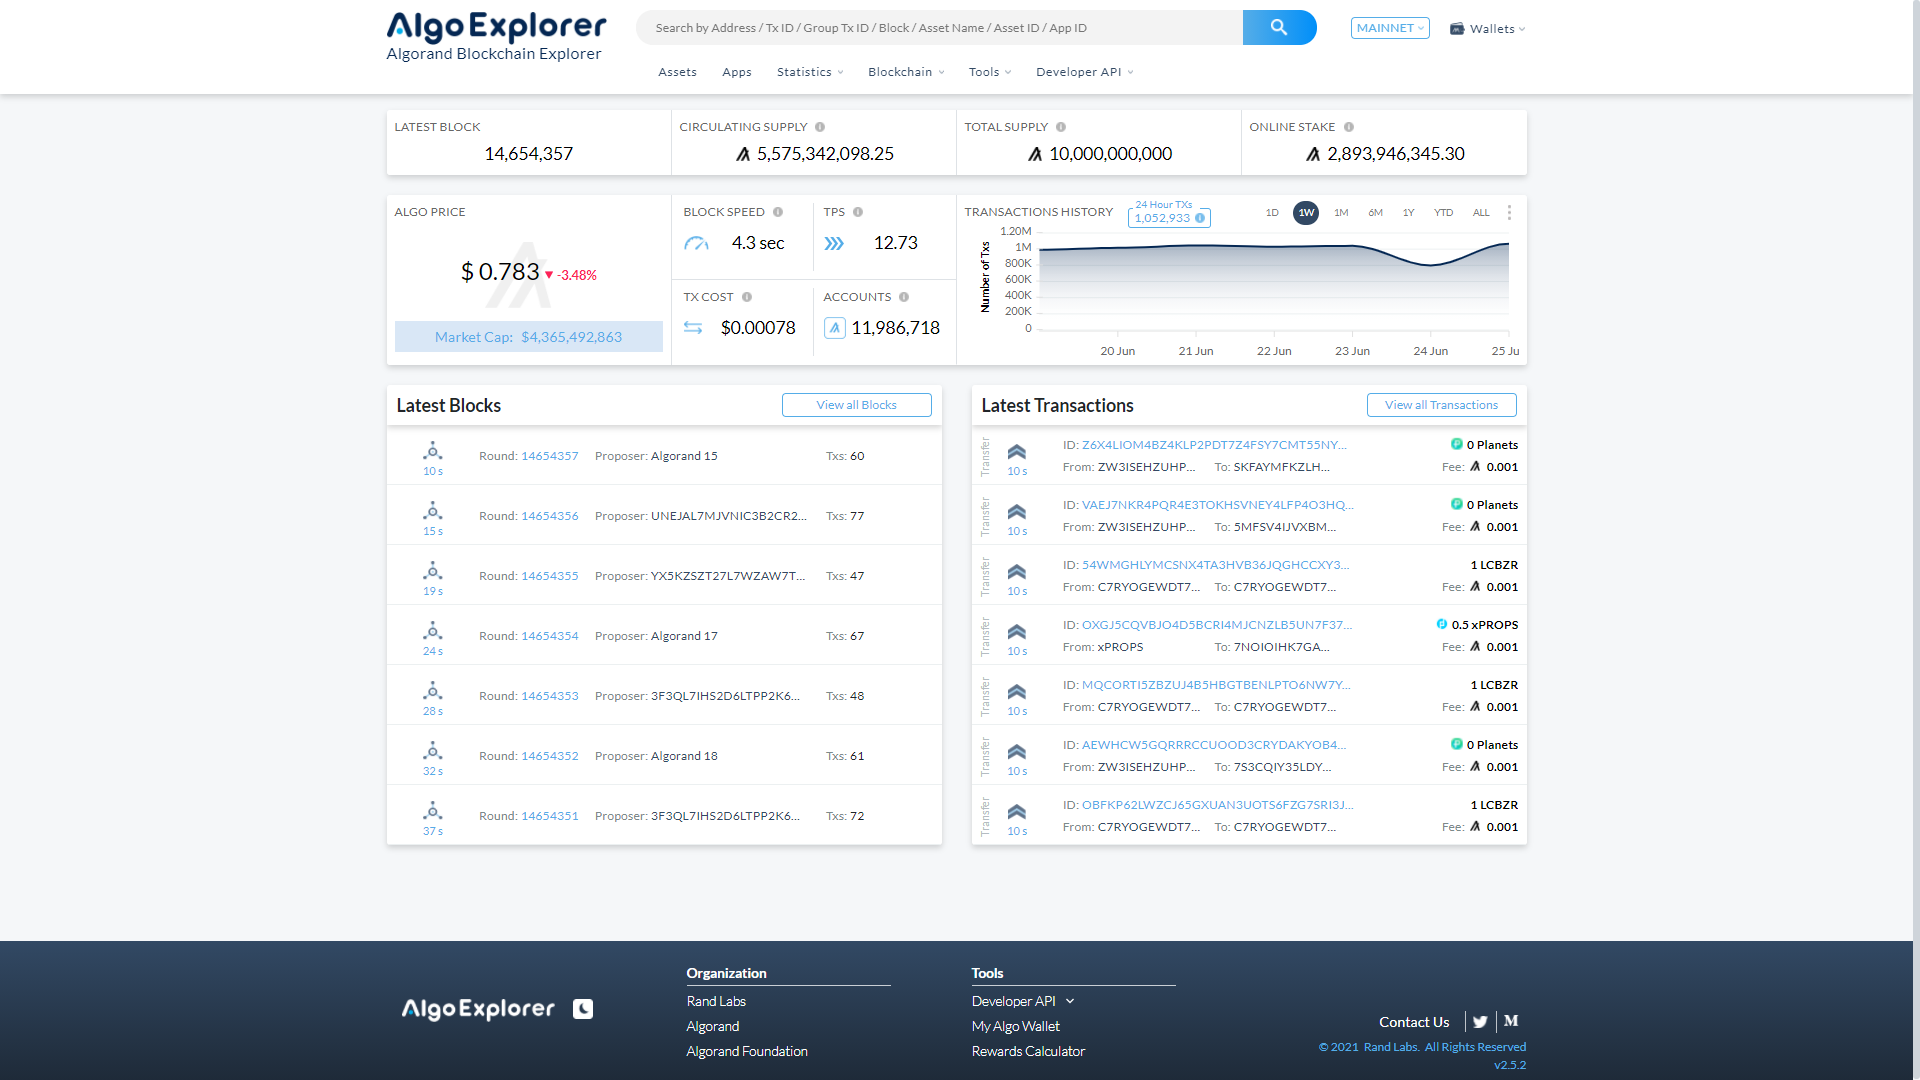 AlgoExplorer
Algorand Blockchain Explorer
Search by Address / Tx ID / Group Tx ID / Block / Asset Name / Asset ID / App ID
MAINNET
Wallets
Assets Apps Statistics Blockchain Tools Developer API
LATEST BLOCK
14,654,357
CIRCULATING SUPPLY
5,575,342,098.25
TOTAL SUPPLY
10,000,000,000
ONLINE STAKE
2,893,946,345.30
ALGO PRICE
$ 0.783 -3.48%
Market Cap: $4,365,492,863
BLOCK SPEED
4.3 sec
TPS
12.73
TX COST
$0.00078
ACCOUNTS
11,986,718
TRANSACTIONS HISTORY
24 Hour TXs
1,052,933
1D 1W 1M 6M 1Y YTD ALL
Number of Txs
1.20M
1M
800K
600K
400K
200K
0
20 Jun 21 Jun 22 Jun 23 Jun 24 Jun 25 Ju
Latest Blocks
View all Blocks
10 s Round: 14654357 Proposer: Algorand 15 Txs: 60
15 s Round: 14654356 Proposer: UNEJAL7MJVNIC3B2CR2... Txs: 77
19 s Round: 14654355 Proposer: YX5KZSZT27L7WZAW7T... Txs: 47
24 s Round: 14654354 Proposer: Algorand 17 Txs: 67
28 s Round: 14654353 Proposer: 3F3QL7IHS2D6LTPP2K6... Txs: 48
32 s Round: 14654352 Proposer: Algorand 18 Txs: 61
37 s Round: 14654351 Proposer: 3F3QL7IHS2D6LTPP2K6... Txs: 72
Latest Transactions
View all Transactions
Transfer
10 s
ID: Z6X4LIOM4BZ4KLP2PDT7Z4FSY7CMT55NY... 0 Planets
From: ZW3ISEHZUHP... To: SKFAYMFKZLH... Fee: 0.001
Transfer
10 s
ID: VAEJ7NKR4PQR4E3TOKHSVNEY4LFP4O3HQ... 0 Planets
From: ZW3ISEHZUHP... To: 5MFSV4IJVXBM... Fee: 0.001
Transfer
10 s
ID: 54WMGHLYMCSNX4TA3HVB36JQGHCCXY3... 1 LCBZR
From: C7RYOGEWDT7... To: C7RYOGEWDT7... Fee: 0.001
Transfer
10 s
ID: OXGJ5CQVBJO4D5BCRI4MJCNZLB5UN7F37... 0.5 xPROPS
From: xPROPS To: 7NOIOIHK7GA... Fee: 0.001
Transfer
10 s
ID: MQCORTI5ZBZUJ4B5HBGTBENLPTO6NW7Y... 1 LCBZR
From: C7RYOGEWDT7... To: C7RYOGEWDT7... Fee: 0.001
Transfer
10 s
ID: AEWHCW5GQRRRCCUOOD3CRYDAKYOB4... 0 Planets
From: ZW3ISEHZUHP... To: 7S3CQIY35LDY... Fee: 0.001
Transfer
10 s
ID: OBFKP62LWZCJ65GXUAN3UOTS6FZG7SRI3J... 1 LCBZR
From: C7RYOGEWDT7... To: C7RYOGEWDT7... Fee: 0.001
AlgoExplorer
Organization
Rand Labs
Algorand
Algorand Foundation
Tools
Developer API
My Algo Wallet
Rewards Calculator
Contact Us
© 2021 Rand Labs. All Rights Reserved
v2.5.2